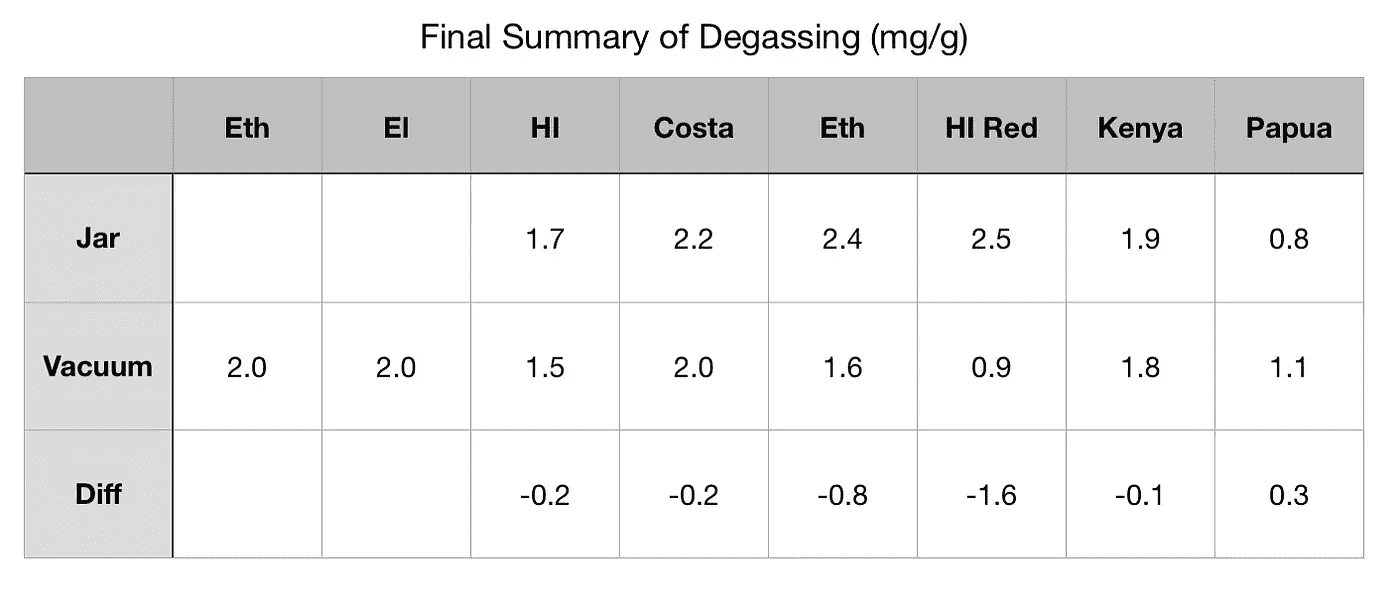 Final Summary of Degassing (mg/g)
Eth EI HI Costa Eth HI Red Kenya Papua
Jar 1.7 2.2 2.4 2.5 1.9 0.8
Vacuum 2.0 2.0 1.5 2.0 1.6 0.9 1.8 1.1
Diff -0.2 -0.2 -0.8 -1.6 -0.1 0.3